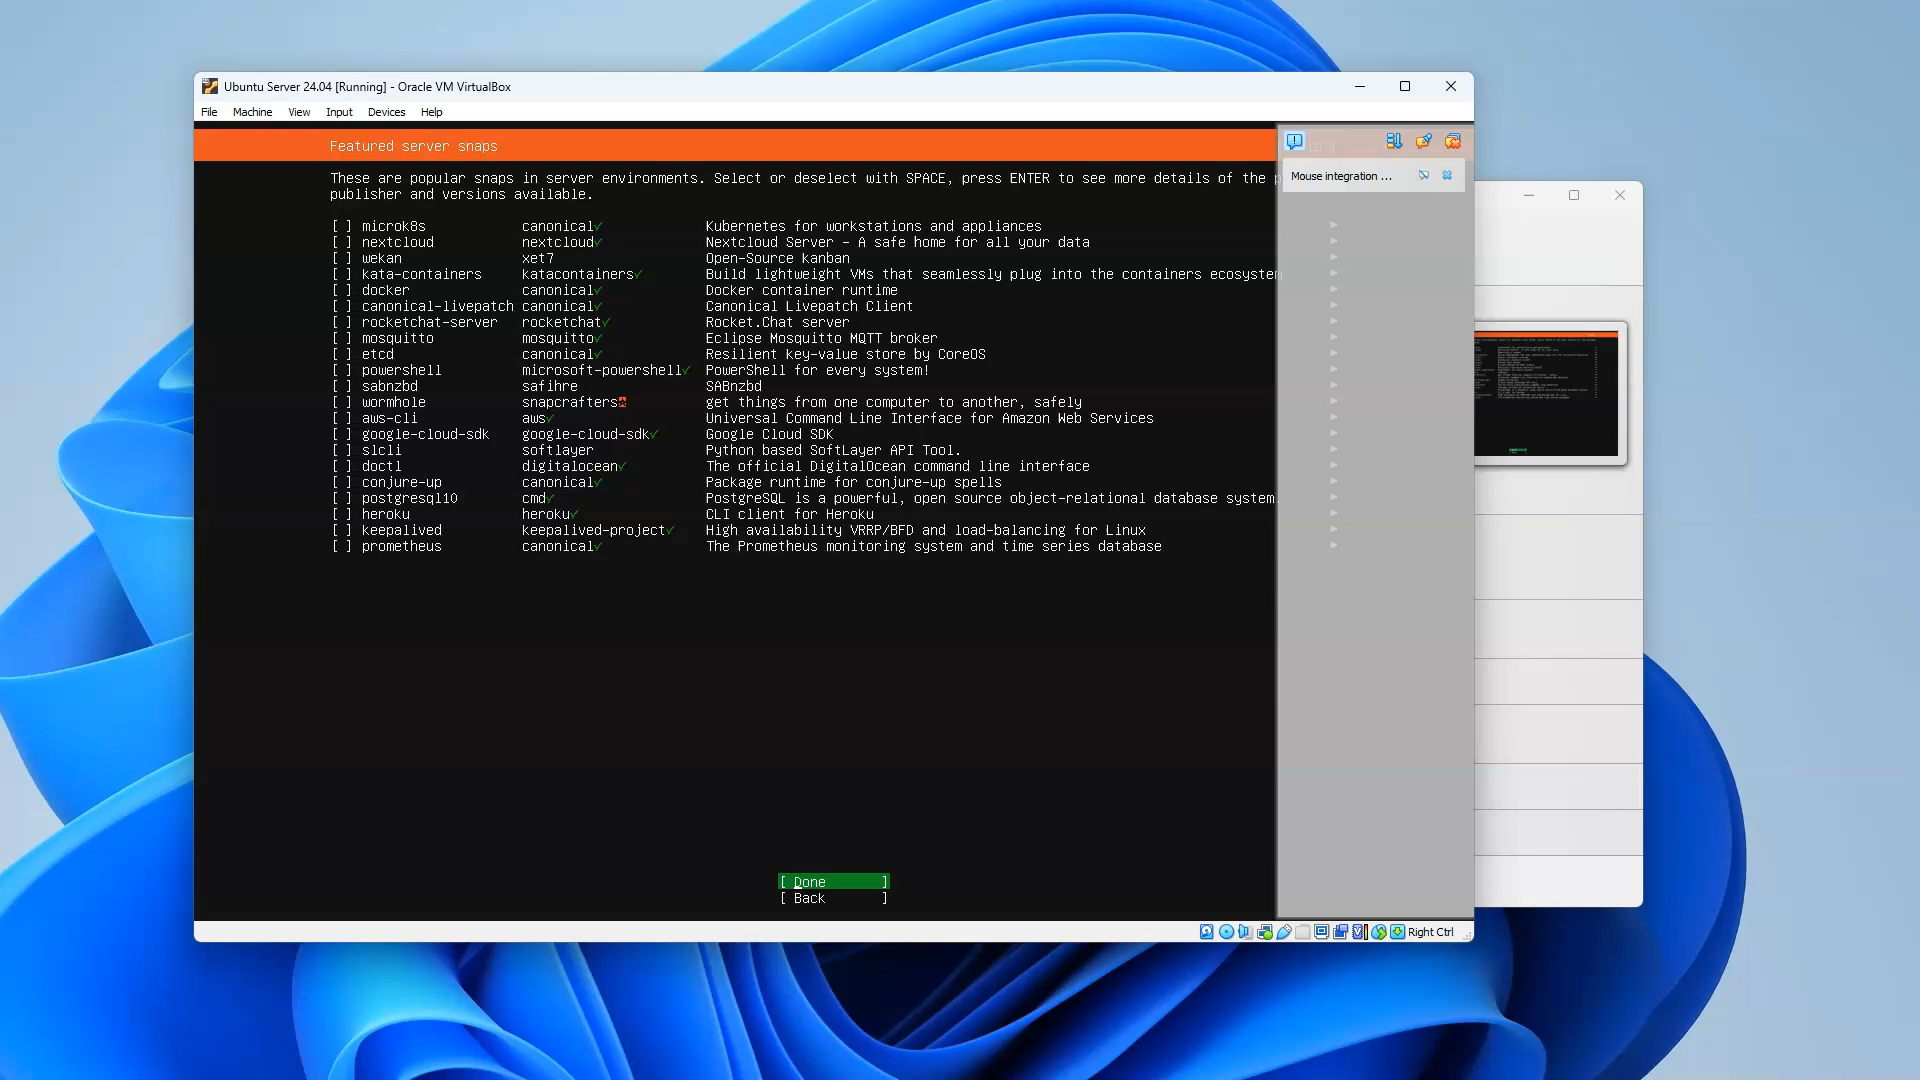 Ubuntu Server 24.04 [Running] - Oracle VM VirtualBox
File Machine View Input Devices Help
Featured server snaps
These are popular snaps in server environments. Select or deselect with SPACE, press ENTER to see more details of the
publisher and versions available.
Mouse integration ...
[ ] microk8s canonical✓ Kubernetes for workstations and appliances
[ ] nextcloud nextcloud✓ Nextcloud Server - A safe home for all your data
[ ] wekan xet7 Open-Source kanban
[ ] kata-containers katacontainers✓ Build lightweight VMs that seamlessly plug into the containers ecosystem
[ ] docker canonical✓ Docker container runtime
[ ] canonical-livepatch canonical✓ Canonical Livepatch Client
[ ] rocketchat-server rocketchat✓ Rocket.Chat server
[ ] mosquitto mosquitto✓ Eclipse Mosquitto MQTT broker
[ ] etcd canonical✓ Resilient key-value store by CoreOS
[ ] powershell microsoft-powershell✓ PowerShell for every system!
[ ] sabnzbd safihre SABnzbd
[ ] wormhole snapcrafters get things from one computer to another, safely
[ ] aws-cli aws✓ Universal Command Line Interface for Amazon Web Services
[ ] google-cloud-sdk google-cloud-sdk✓ Google Cloud SDK
[ ] slcli softlayer Python based SoftLayer API Tool.
[ ] doctl digitalocean✓ The official DigitalOcean command line interface
[ ] conjure-up canonical✓ Package runtime for conjure-up spells
[ ] postgresql10 cmd✓ PostgreSQL is a powerful, open source object-relational database system.
[ ] heroku heroku✓ CLI client for Heroku
[ ] keepalived keepalived-project✓ High availability VRRP/BFD and load-balancing for Linux
[ ] prometheus canonical✓ The Prometheus monitoring system and time series database
[ Done ]
[ Back ]
Right Ctrl